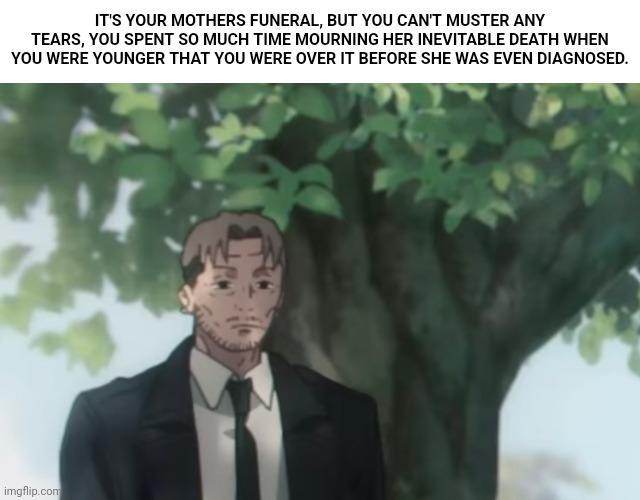 IT'S YOUR MOTHERS FUNERAL, BUT YOU CAN'T MUSTER ANY
TEARS, YOU SPENT SO MUCH TIME MOURNING HER INEVITABLE DEATH WHEN
YOU WERE YOUNGER THAT YOU WERE OVER IT BEFORE SHE WAS EVEN DIAGNOSED.
imgflip.com